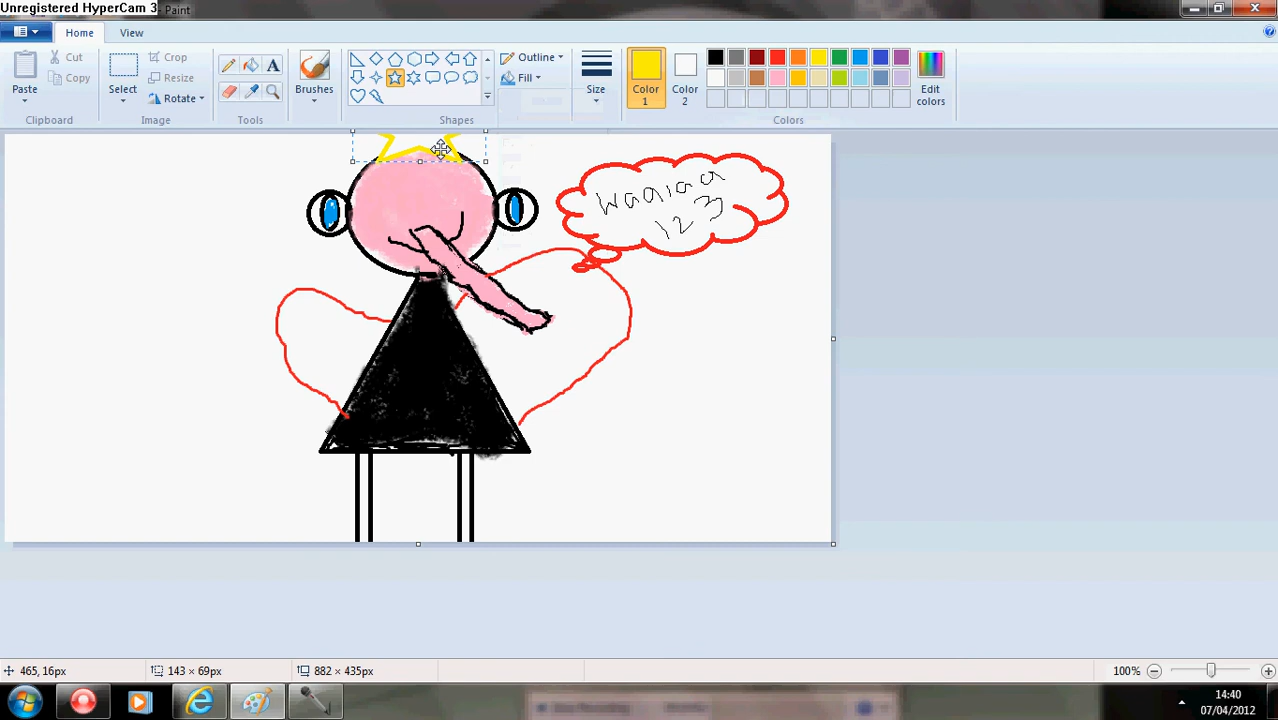 Unregistered HyperCam 3
- Paint
Home
View
Paste
Cut
Copy
Clipboard
Select
Crop
Resize
Rotate
Image
A
Tools
Brushes
Outline
Fill
Shapes
Size
Color
1
Color
2
Edit
colors
Colors
waaiaa
123
465, 16px
143 × 69px
882 × 435px
100%
14:40
07/04/2012